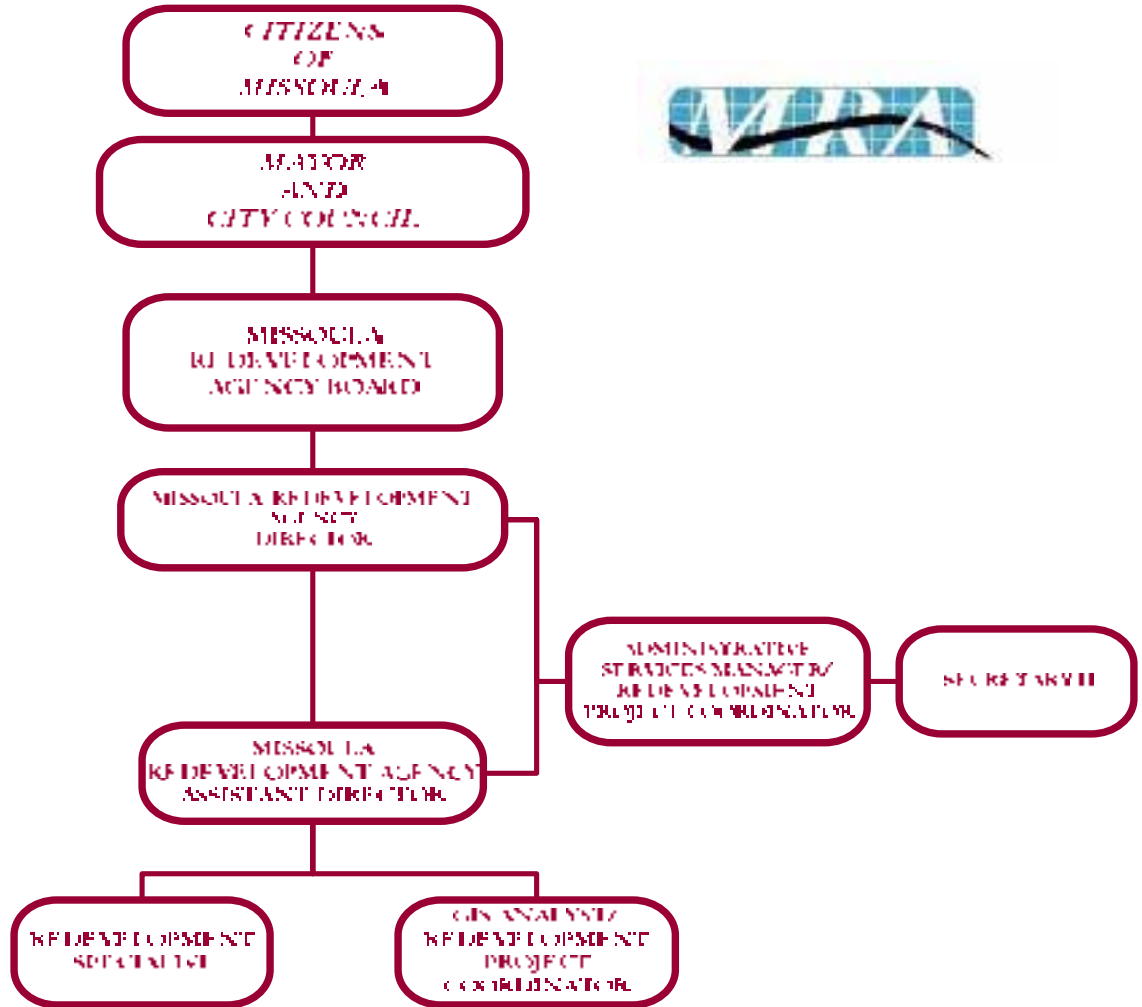 CITIZENS
OF
MISSOULA
MRA
MAYOR
AND
CITY COUNCIL
MISSOULA
REDEVELOPMENT
AGENCY BOARD
MISSOULA REDEVELOPMENT
AGENCY
DIRECTOR
ADMINISTRATIVE
SERVICES MANAGER/
REDEVELOPMENT
PROJECT COORDINATOR
SECRETARY II
MISSOULA
REDEVELOPMENT AGENCY
ASSISTANT DIRECTOR
REDEVELOPMENT
SPECIALIST
GIS ANALYST/
REDEVELOPMENT
PROJECT
COORDINATOR